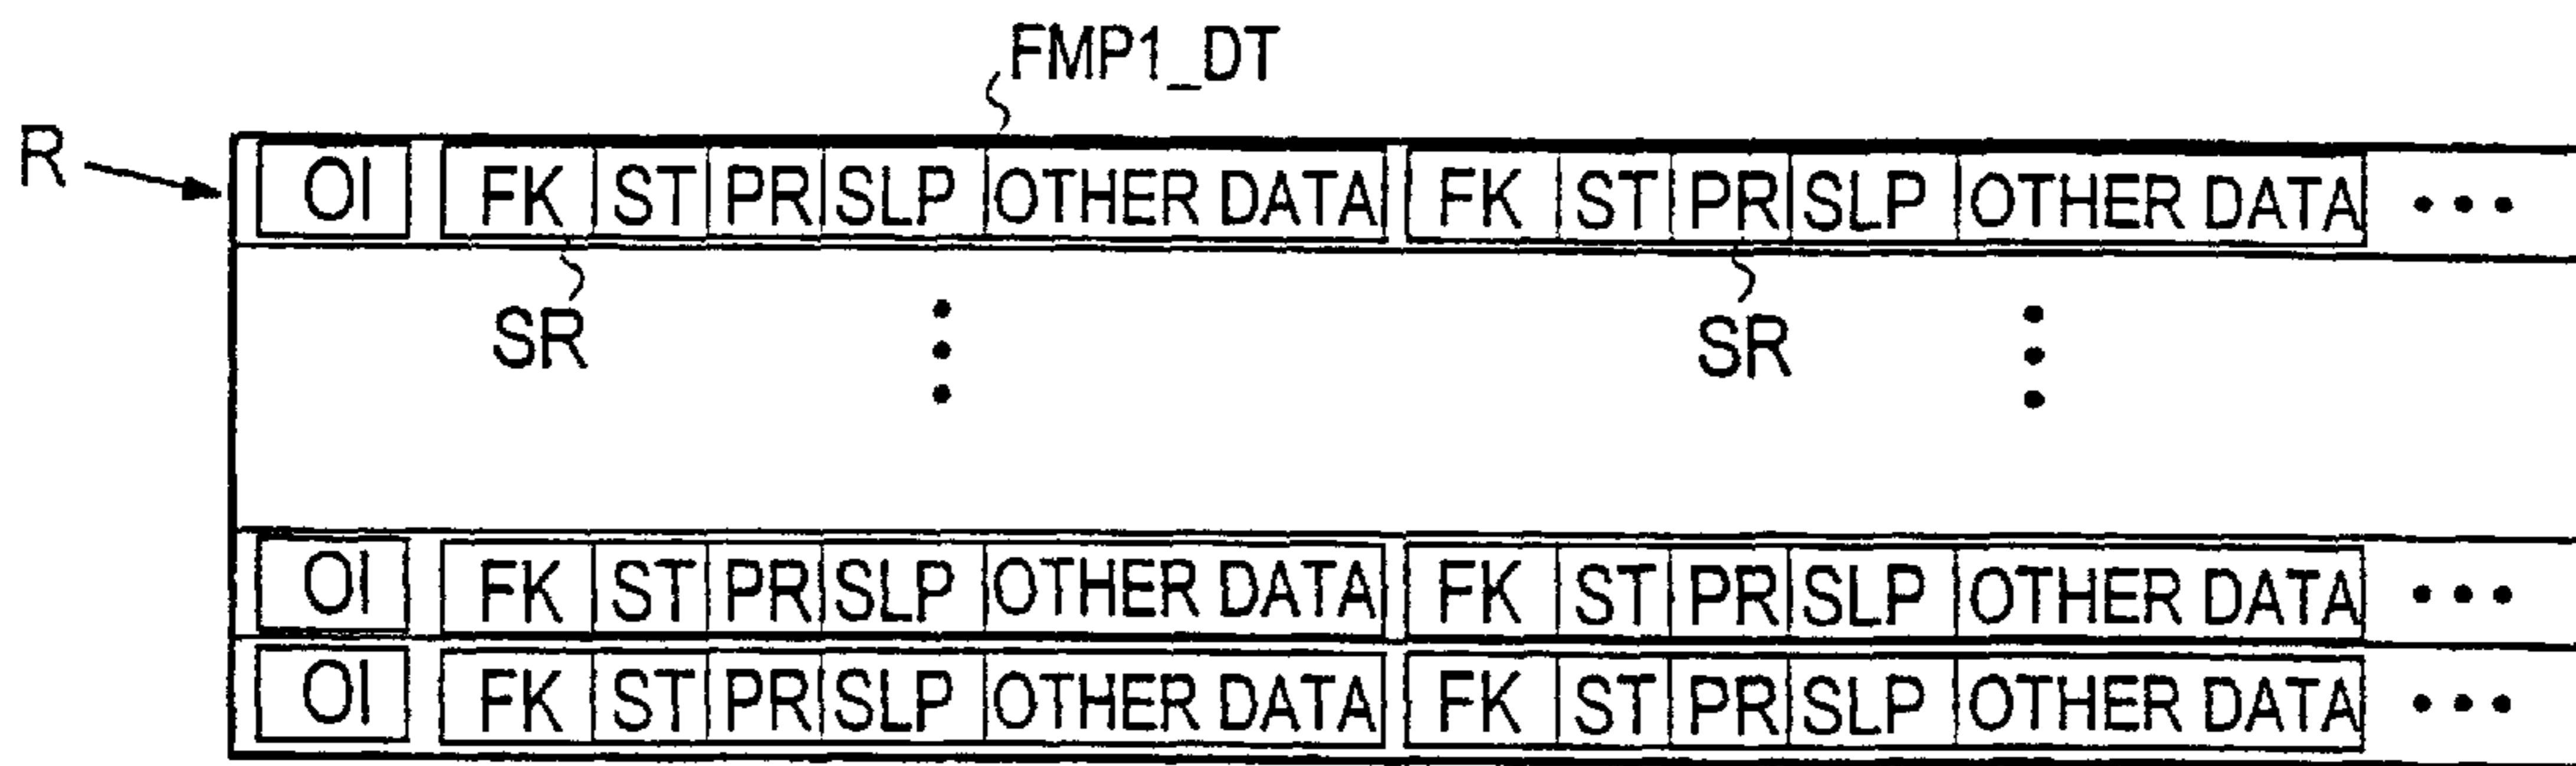 FMP1_DT
R
OI FK ST PR SLP OTHER DATA FK ST PR SLP OTHER DATA •••
SR SR
OI FK ST PR SLP OTHER DATA FK ST PR SLP OTHER DATA •••
OI FK ST PR SLP OTHER DATA FK ST PR SLP OTHER DATA •••